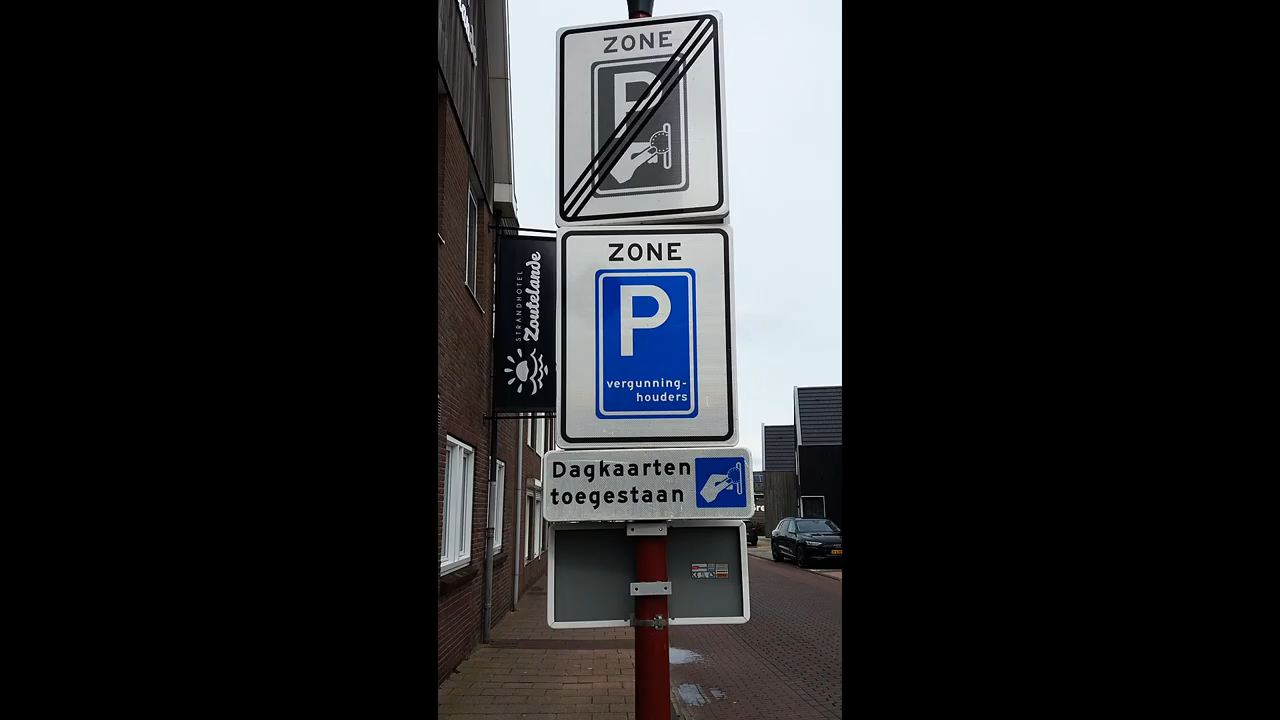 ZONE
P
ZONE
P
vergunning-
houders
Dagkaarten
toegestaan
STRANDHOTEL
Zoutelande